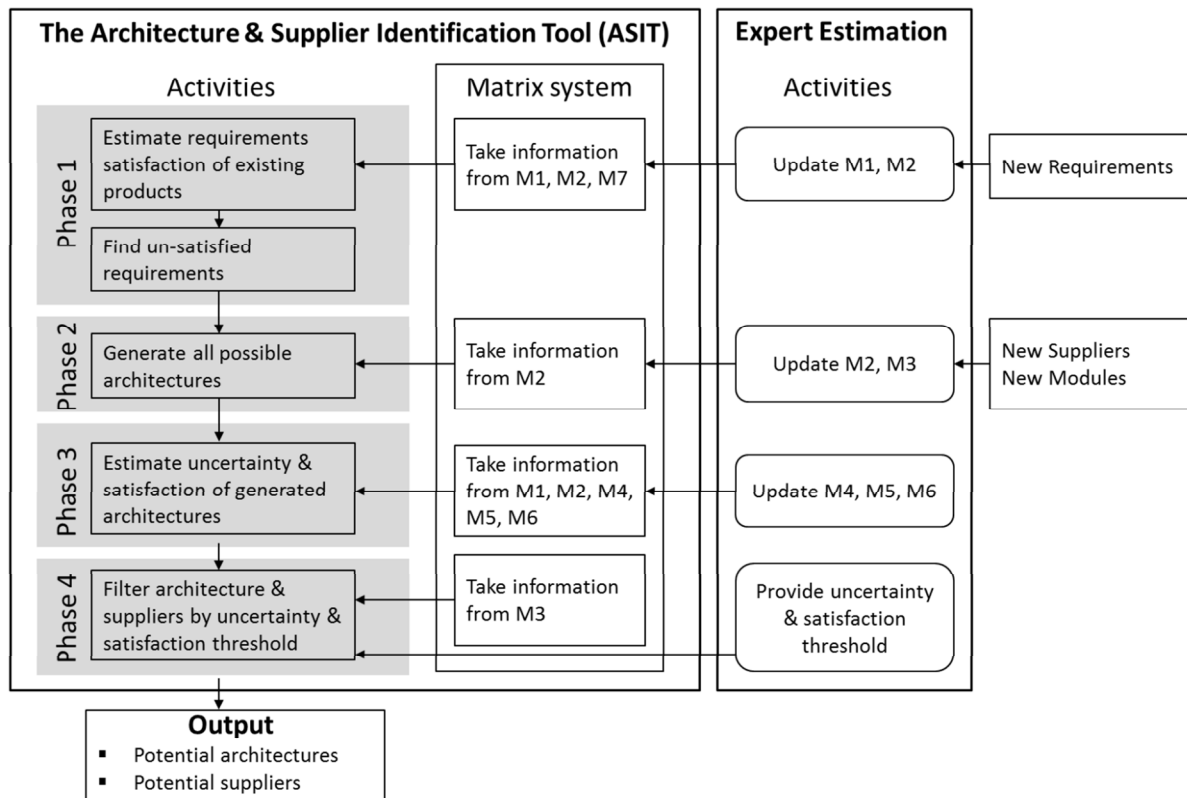 The Architecture & Supplier Identification Tool (ASIT)
Expert Estimation
Activities
Matrix system
Activities
Phase 1
Estimate requirements
satisfaction of existing
products
Take information
from M1, M2, M7
Update M1, M2
New Requirements
Find un-satisfied
requirements
Phase 2
Generate all possible
architectures
Take information
from M2
Update M2, M3
New Suppliers
New Modules
Phase 3
Estimate uncertainty &
satisfaction of generated
architectures
Take information
from M1, M2, M4,
M5, M6
Update M4, M5, M6
Phase 4
Filter architecture &
suppliers by uncertainty &
satisfaction threshold
Take information
from M3
Provide uncertainty
& satisfaction
threshold
Output
▪ Potential architectures
▪ Potential suppliers